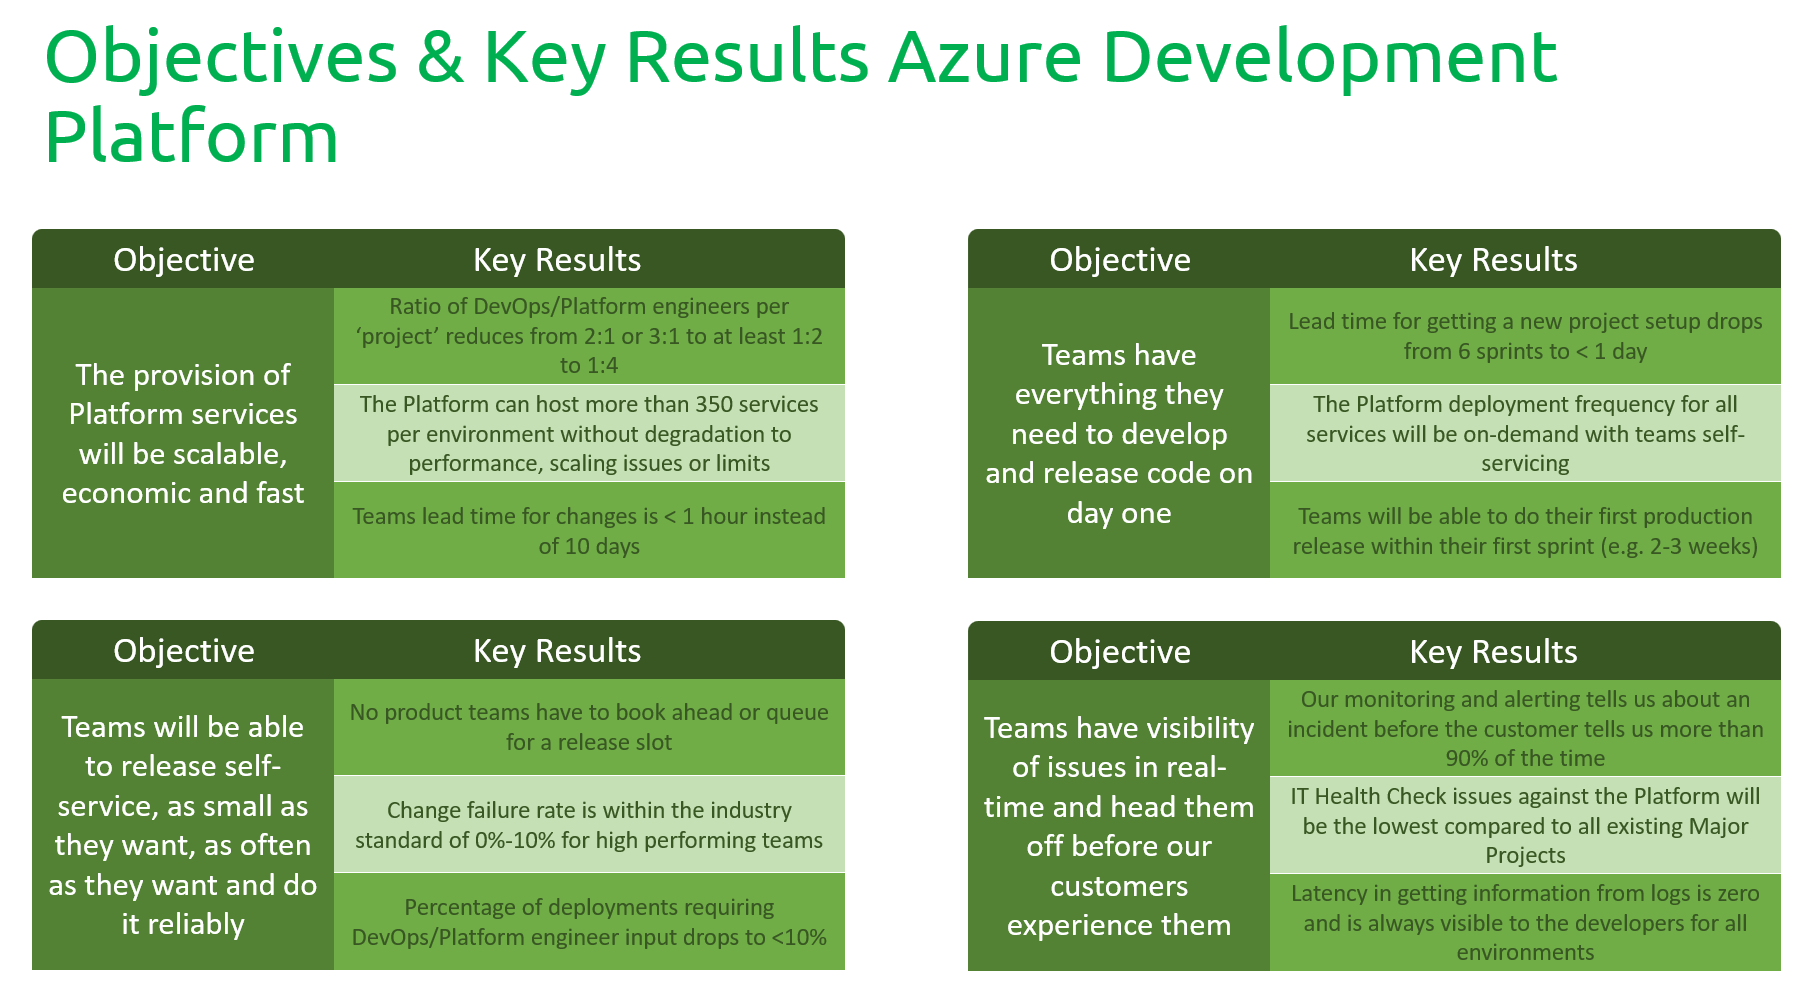 Objectives & Key Results Azure Development
Platform
Objective
Key Results
The provision of
Platform services
will be scalable,
economic and fast
Ratio of DevOps/Platform engineers per
‘project’ reduces from 2:1 or 3:1 to at least 1:2
to 1:4
The Platform can host more than 350 services
per environment without degradation to
performance, scaling issues or limits
Teams lead time for changes is < 1 hour instead
of 10 days
Objective
Key Results
Teams have
everything they
need to develop
and release code on
day one
Lead time for getting a new project setup drops
from 6 sprints to < 1 day
The Platform deployment frequency for all
services will be on-demand with teams self-
servicing
Teams will be able to do their first production
release within their first sprint (e.g. 2-3 weeks)
Objective
Key Results
Teams will be able
to release self-
service, as small as
they want, as often
as they want and do
it reliably
No product teams have to book ahead or queue
for a release slot
Change failure rate is within the industry
standard of 0%-10% for high performing teams
Percentage of deployments requiring
DevOps/Platform engineer input drops to <10%
Objective
Key Results
Teams have visibility
of issues in real-
time and head them
off before our
customers
experience them
Our monitoring and alerting tells us about an
incident before the customer tells us more than
90% of the time
IT Health Check issues against the Platform will
be the lowest compared to all existing Major
Projects
Latency in getting information from logs is zero
and is always visible to the developers for all
environments